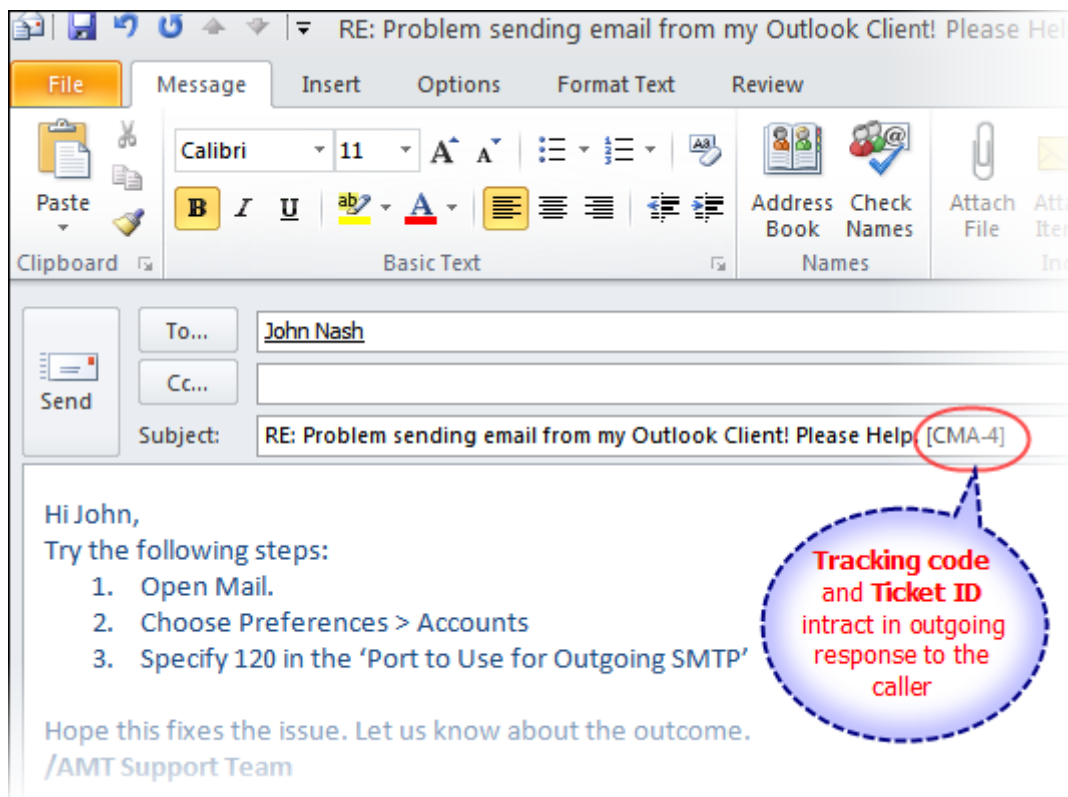 RE: Problem sending email from my Outlook Client! Please Hel
File Message Insert Options Format Text Review
Calibri 11
Paste
B I U
Address Book
Check Names
Attach File
Clipboard Basic Text Names
To... John Nash
Cc...
Send
Subject: RE: Problem sending email from my Outlook Client! Please Help. [CMA-4]
Hi John,
Try the following steps:
1. Open Mail.
2. Choose Preferences > Accounts
3. Specify 120 in the ‘Port to Use for Outgoing SMTP’
Hope this fixes the issue. Let us know about the outcome.
/AMT Support Team
Tracking code
and Ticket ID
intract in outgoing
response to the
caller